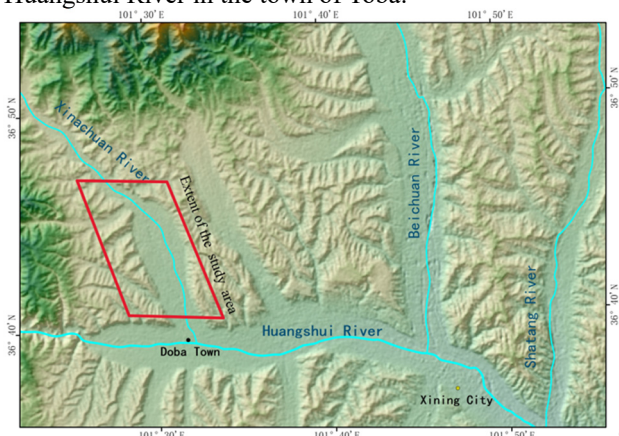 Huangshui River in the town of Toba.
101° 30′ E
101° 40′ E
101° 50′ E
36° 50′ N
36° 50′ N
Xinachuan River
Extent of the study area
Beichuan River
Shatang River
36° 40′ N
36° 40′ N
Huangshui River
Doba Town
Xining City
101° 30′ E
101° 40′ E
101° 50′ E